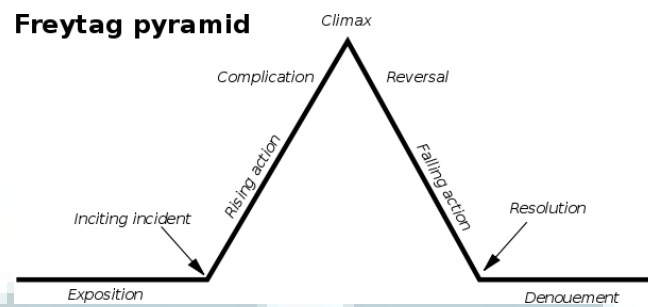 Freytag pyramid
Climax
Complication
Reversal
Rising action
Falling action
Inciting incident
Resolution
Exposition
Denouement